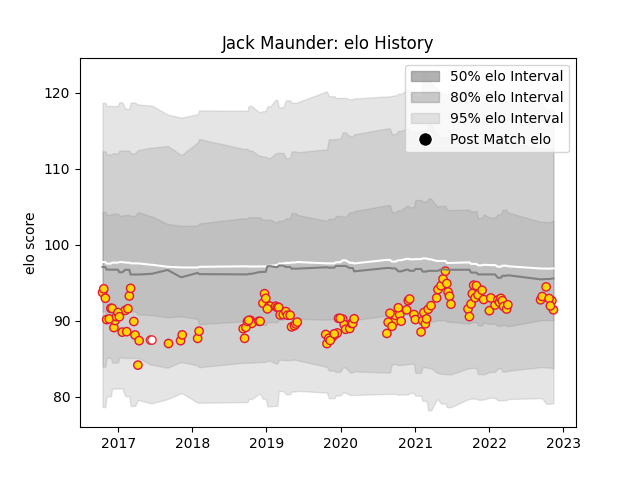 Jack Maunder: elo History
50% elo Interval
80% elo Interval
95% elo Interval
Post Match elo
elo score
120
110
100
90
80
2017 2018 2019 2020 2021 2022 2023